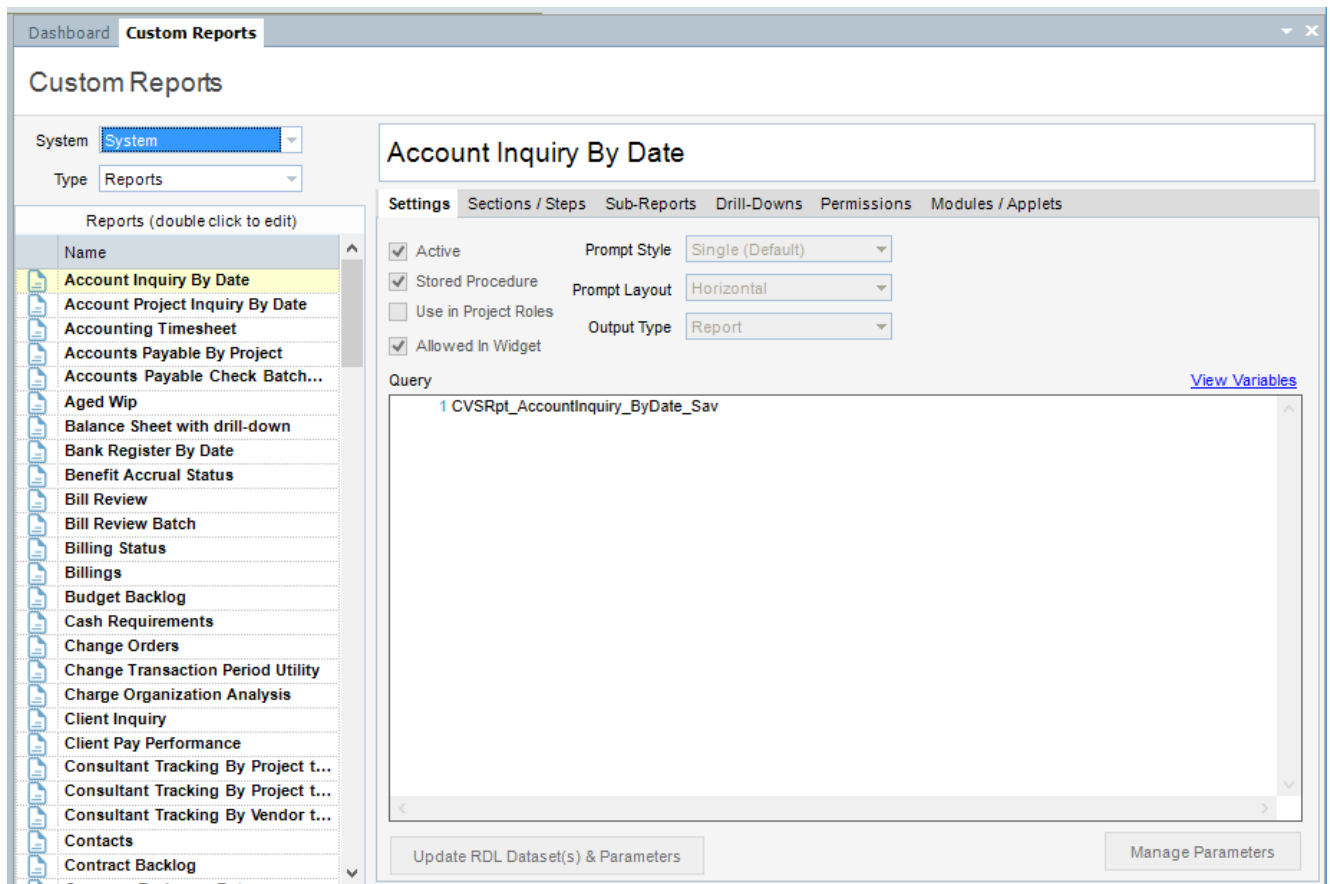 Dashboard Custom Reports
Custom Reports
System System
Type Reports
Reports (double click to edit)
Name
Account Inquiry By Date
Account Project Inquiry By Date
Accounting Timesheet
Accounts Payable By Project
Accounts Payable Check Batch...
Aged Wip
Balance Sheet with drill-down
Bank Register By Date
Benefit Accrual Status
Bill Review
Bill Review Batch
Billing Status
Billings
Budget Backlog
Cash Requirements
Change Orders
Change Transaction Period Utility
Charge Organization Analysis
Client Inquiry
Client Pay Performance
Consultant Tracking By Project t...
Consultant Tracking By Project t...
Consultant Tracking By Vendor t...
Contacts
Contract Backlog
Account Inquiry By Date
Settings Sections / Steps Sub-Reports Drill-Downs Permissions Modules / Applets
Active Prompt Style Single (Default)
Stored Procedure Prompt Layout Horizontal
Use in Project Roles Output Type Report
Allowed In Widget
Query View Variables
1 CVSRpt_AccountInquiry_ByDate_Sav
Update RDL Dataset(s) & Parameters Manage Parameters